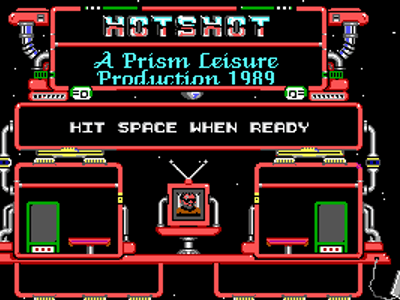 HOTSHOT
A Prism Leisure
Production 1989
HIT SPACE WHEN READY